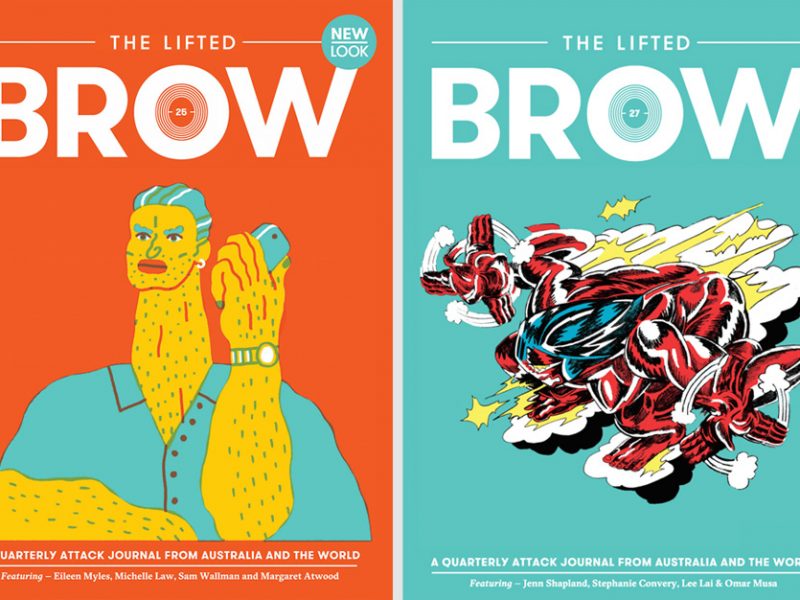 THE LIFTED
NEW
LOOK
BROW
25
QUARTERLY ATTACK JOURNAL FROM AUSTRALIA AND THE WORLD
Featuring – Eileen Myles, Michelle Law, Sam Wallman and Margaret Atwood
THE LIFTED
BROW
27
A QUARTERLY ATTACK JOURNAL FROM AUSTRALIA AND THE WOR
Featuring – Jenn Shapland, Stephanie Convery, Lee Lai & Omar Musa